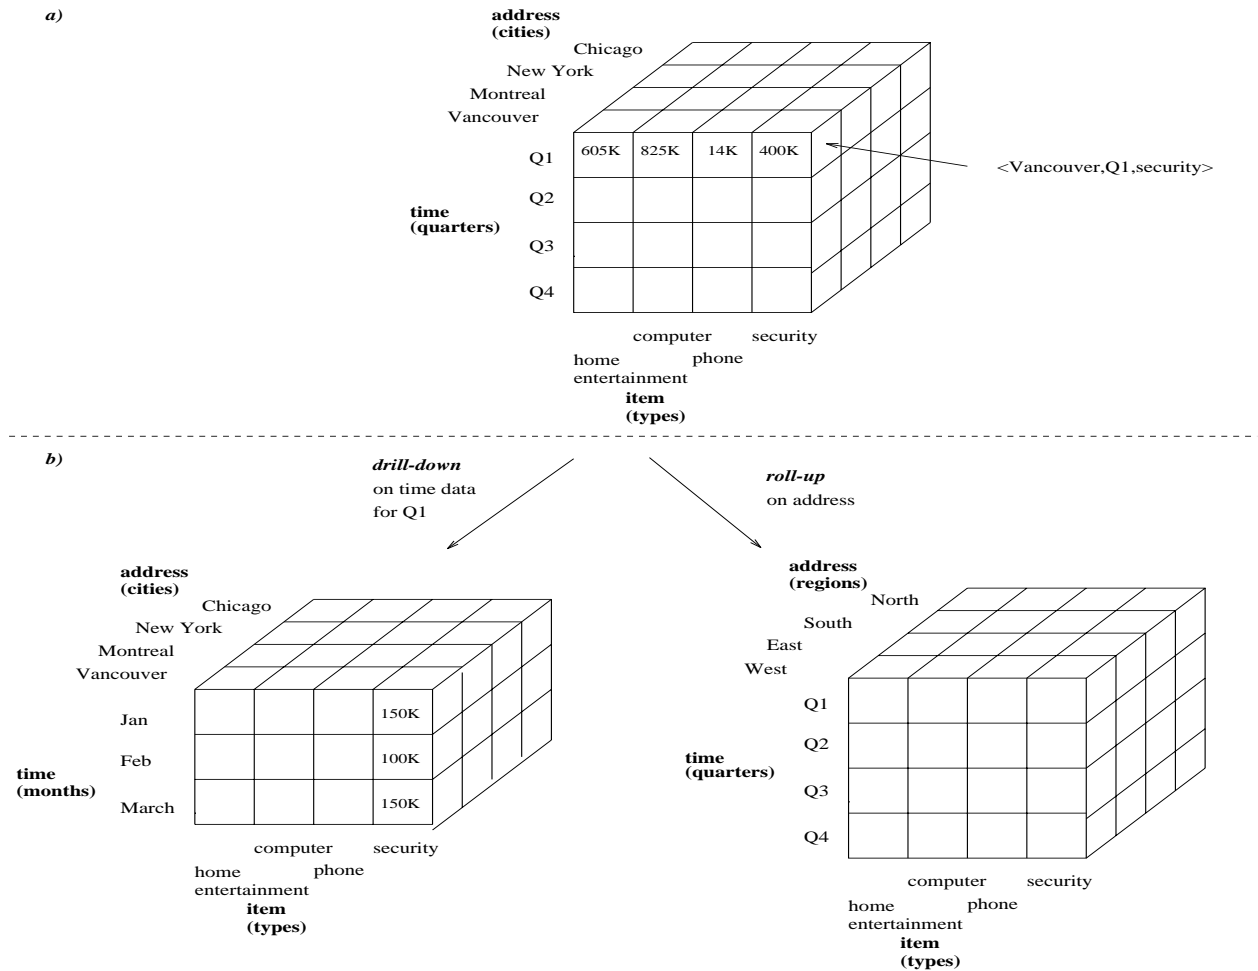 a)
address
(cities)
Chicago
New York
Montreal
Vancouver
Q1
605K
825K
14K
400K
<Vancouver,Q1,security>
Q2
time
(quarters)
Q3
Q4
computer
security
home
phone
entertainment
item
(types)
b)
drill-down
on time data
for Q1
roll-up
on address
address
(cities)
Chicago
New York
Montreal
Vancouver
Jan
150K
Feb
100K
time
(months)
March
150K
computer
security
home
phone
entertainment
item
(types)
address
(regions)
North
South
East
West
Q1
Q2
time
(quarters)
Q3
Q4
computer
security
home
phone
entertainment
item
(types)